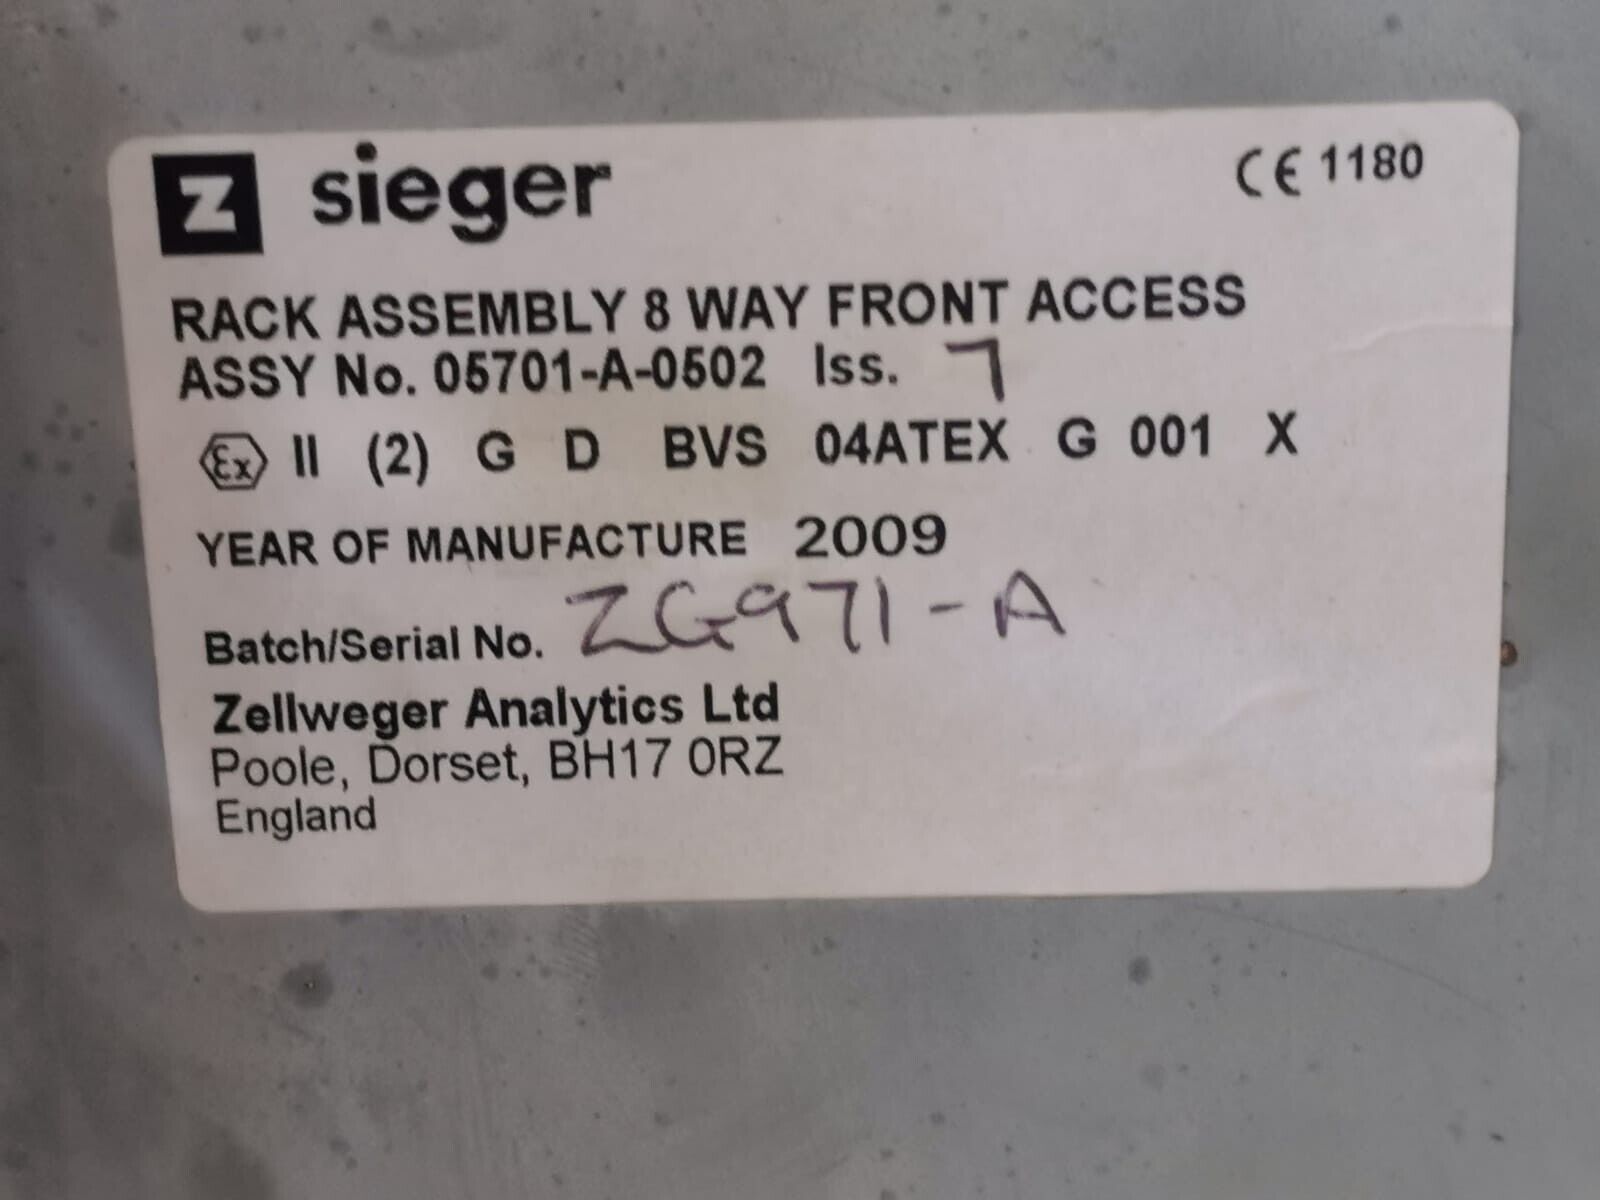 Z sieger CE 1180
RACK ASSEMBLY 8 WAY FRONT ACCESS
ASSY No. 05701-A-0502 Iss. 7
Ex II (2) G D BVS 04ATEX G 001 X
YEAR OF MANUFACTURE 2009
Batch/Serial No. ZG971-A
Zellweger Analytics Ltd
Poole, Dorset, BH17 0RZ
England